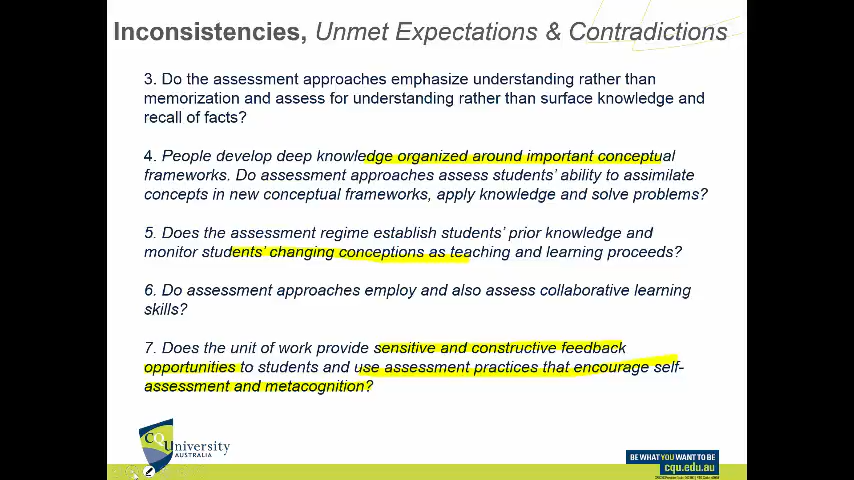 Inconsistencies, Unmet Expectations & Contradictions
3. Do the assessment approaches emphasize understanding rather than
memorization and assess for understanding rather than surface knowledge and
recall of facts?
4. People develop deep knowledge organized around important conceptual
frameworks. Do assessment approaches assess students' ability to assimilate
concepts in new conceptual frameworks, apply knowledge and solve problems?
5. Does the assessment regime establish students' prior knowledge and
monitor students' changing conceptions as teaching and learning proceeds?
6. Do assessment approaches employ and also assess collaborative learning
skills?
7. Does the unit of work provide sensitive and constructive feedback
opportunities to students and use assessment practices that encourage self-
assessment and metacognition?
CQUniversity
AUSTRALIA
BE WHAT YOU WANT TO BE
cqu.edu.au